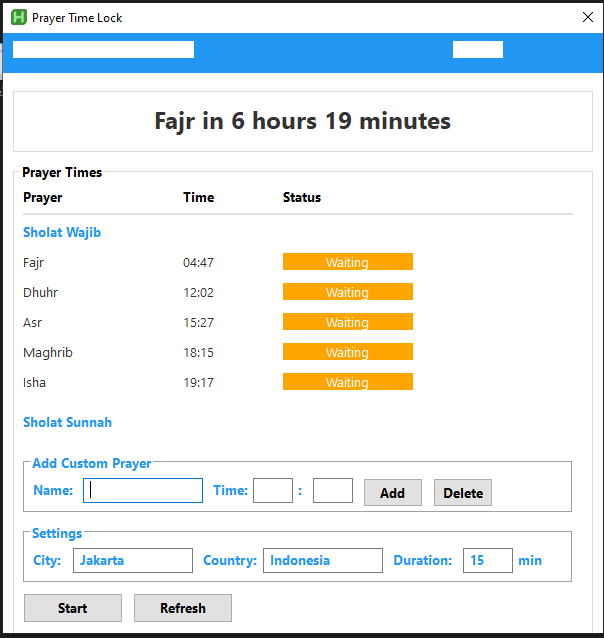 Prayer Time Lock
Fajr in 6 hours 19 minutes
Prayer Times
Prayer Time Status
Sholat Wajib
Fajr 04:47 Waiting
Dhuhr 12:02 Waiting
Asr 15:27 Waiting
Maghrib 18:15 Waiting
Isha 19:17 Waiting
Sholat Sunnah
Add Custom Prayer
Name: Time: : Add Delete
Settings
City: Jakarta Country: Indonesia Duration: 15 min
Start Refresh